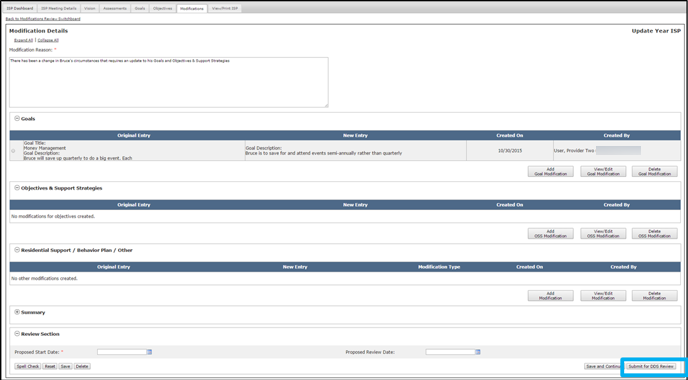 ISP Dashboard ISP Meeting Details Vision Assessments Goals Objectives Modifications View/Print ISP
Back to Modifications Review Switchboard
Modification Details Update Year ISP
Expand All | Collapse All
Modification Reason: *
There has been a change in Bruce's circumstances that requires an update to his Goals and Objectives & Support Strategies
Goals
Original Entry New Entry Created On Created By
Goal Title:
Money Management
Goal Description:
Bruce will save up quarterly to do a big event. Each
Goal Description:
Bruce is to save for and attend events semi-annually rather than quarterly
10/30/2015
User, Provider Two
Add Goal Modification
View/Edit Goal Modification
Delete Goal Modification
Objectives & Support Strategies
Original Entry New Entry Created On Created By
No modifications for objectives created.
Add OSS Modification
View/Edit OSS Modification
Delete OSS Modification
Residential Support / Behavior Plan / Other
Original Entry New Entry Modification Type Created On Created By
No other modifications created.
Add Modification
View/Edit Modification
Delete Modification
Summary
Review Section
Proposed Start Date: * Proposed Review Date:
Spell Check Reset Save Delete Save and Continue Submit for DDS Review